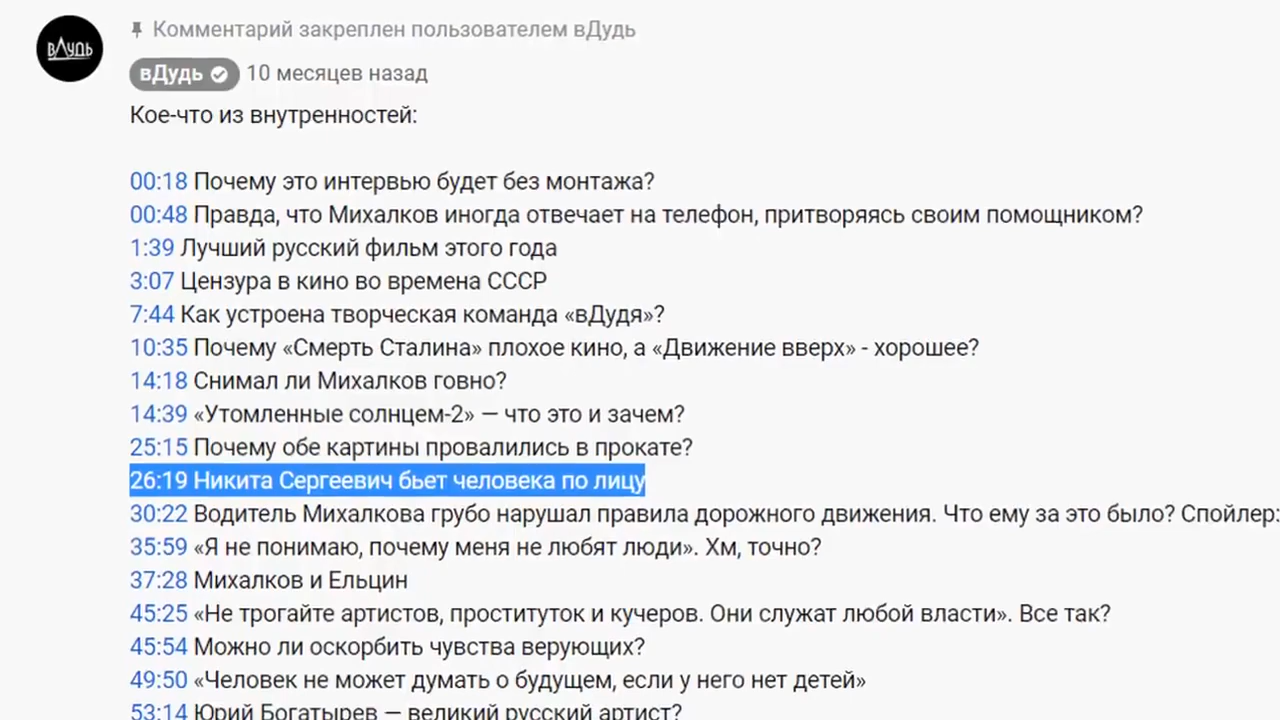 вДудь
Комментарий закреплен пользователем вДудь
вДудь 10 месяцев назад
Кое-что из внутренностей:
00:18 Почему это интервью будет без монтажа?
00:48 Правда, что Михалков иногда отвечает на телефон, притворяясь своим помощником?
1:39 Лучший русский фильм этого года
3:07 Цензура в кино во времена СССР
7:44 Как устроена творческая команда «вДудя»?
10:35 Почему «Смерть Сталина» плохое кино, а «Движение вверх» - хорошее?
14:18 Снимал ли Михалков говно?
14:39 «Утомленные солнцем-2» — что это и зачем?
25:15 Почему обе картины провалились в прокате?
26:19 Никита Сергеевич бьет человека по лицу
30:22 Водитель Михалкова грубо нарушал правила дорожного движения. Что ему за это было? Спойлер:
35:59 «Я не понимаю, почему меня не любят люди». Хм, точно?
37:28 Михалков и Ельцин
45:25 «Не трогайте артистов, проституток и кучеров. Они служат любой власти». Все так?
45:54 Можно ли оскорбить чувства верующих?
49:50 «Человек не может думать о будущем, если у него нет детей»
53:14 Юрий Богатырев — великий русский артист?